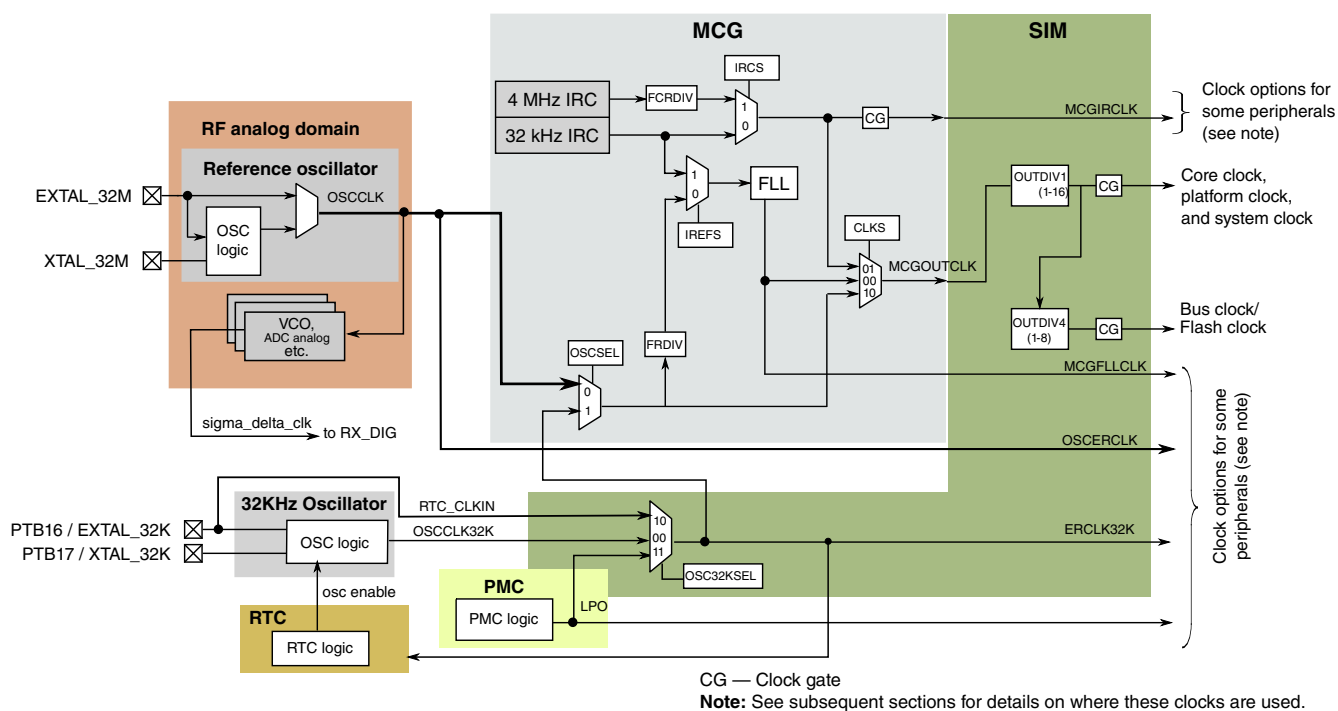 MCG
SIM
IRCS
4 MHz IRC
FCRDIV
1
0
32 kHz IRC
CG
MCGIRCLK
Clock options for
some peripherals
(see note)
RF analog domain
Reference oscillator
EXTAL_32M
XTAL_32M
OSC
logic
OSCCLK
1
0
IREFS
FLL
CLKS
01
00
10
MCGOUTCLK
OUTDIV1
(1-16)
CG
Core clock,
platform clock,
and system clock
VCO,
ADC analog
etc.
OSCSEL
0
1
FRDIV
OUTDIV4
(1-8)
CG
Bus clock/
Flash clock
MCGFLLCLK
sigma_delta_clk
to RX_DIG
OSCERCLK
Clock options for some
peripherals (see note)
32KHz Oscillator
RTC_CLKIN
PTB16 / EXTAL_32K
PTB17 / XTAL_32K
OSC logic
OSCCLK32K
10
00
11
ERCLK32K
OSC32KSEL
osc enable
PMC
PMC logic
LPO
RTC
RTC logic
CG — Clock gate
Note: See subsequent sections for details on where these clocks are used.